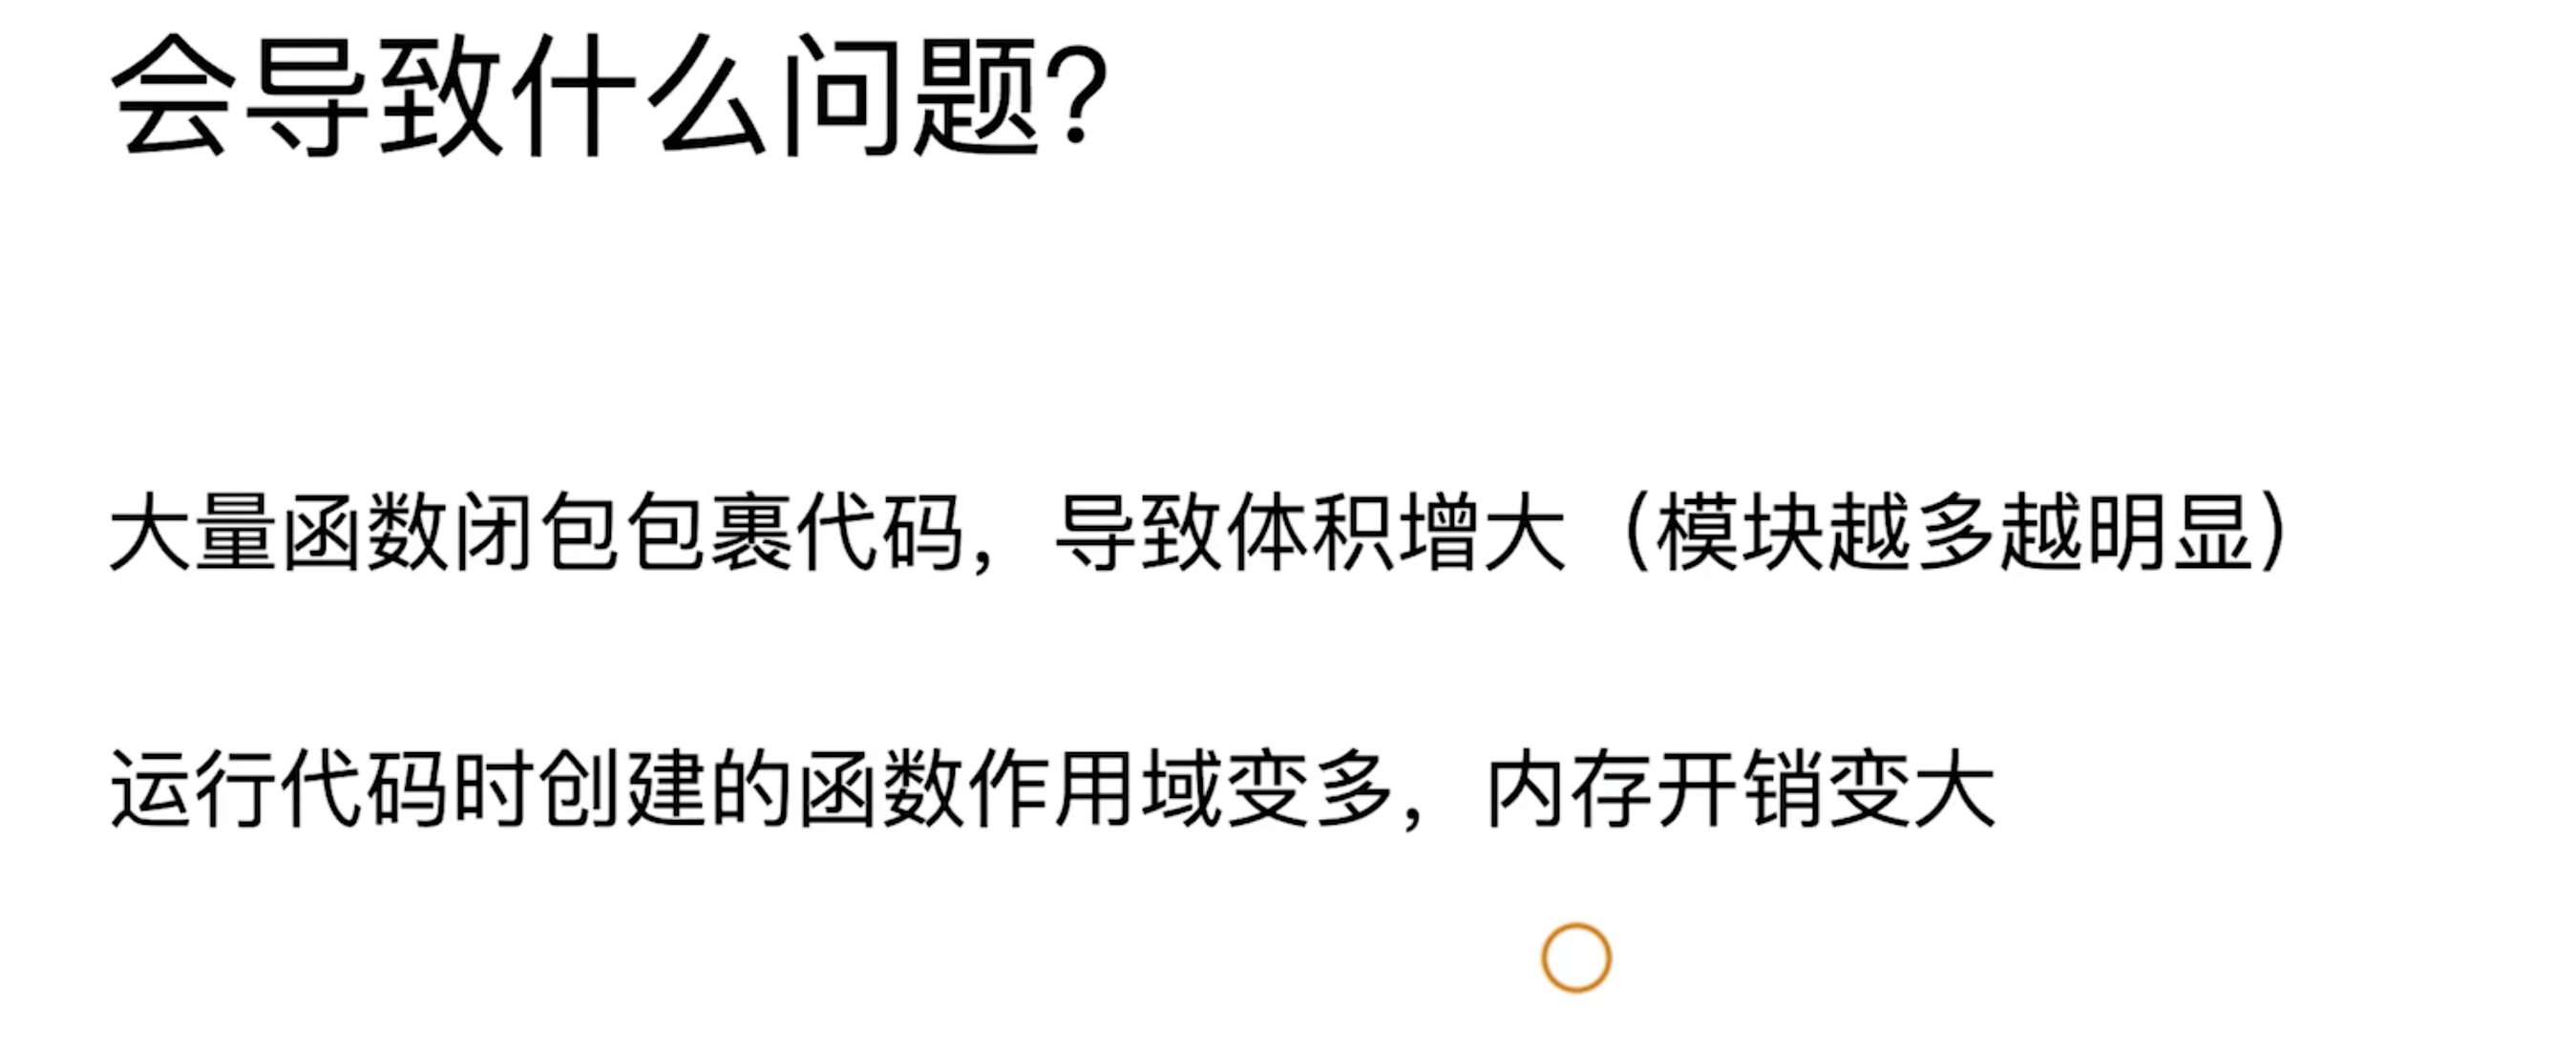 会导致什么问题?
大量函数闭包包裹代码，导致体积增大（模块越多越明显）
运行代码时创建的函数作用域变多，内存开销变大